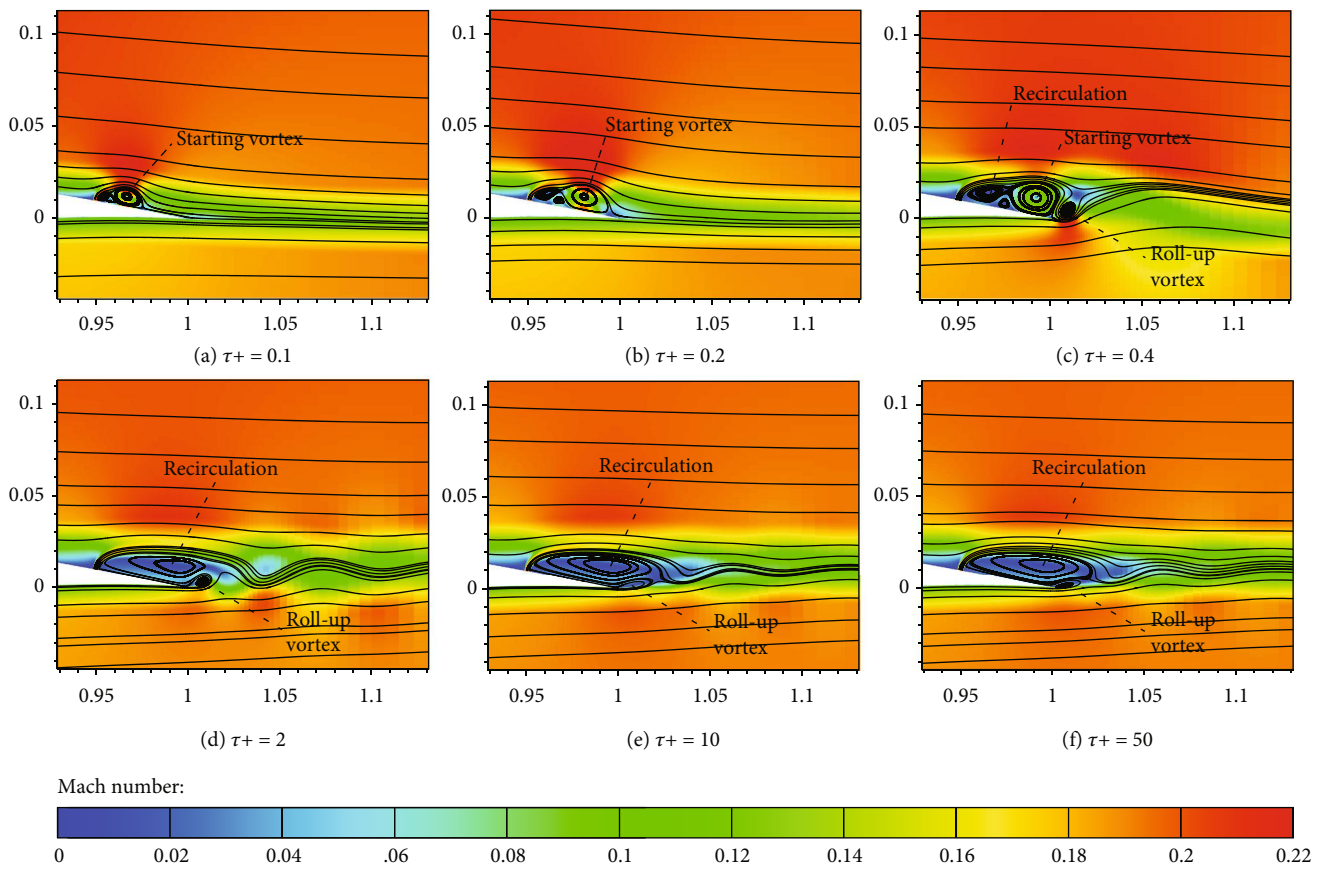 0.1
0.05
0
Starting vortex
0.95
1
1.05
1.1
(a) τ+ = 0.1
Starting vortex
0.95
1
1.05
1.1
(b) τ+ = 0.2
Recirculation
Starting vortex
Roll-up
vortex
0.95
1
1.05
1.1
(c) τ+ = 0.4
0.1
0.05
0
0.1
0.05
0
0.1
0.05
0
Recirculation
Roll-up
vortex
0.95
1
1.05
1.1
(d) τ+ = 2
0.1
0.05
0
Recirculation
Roll-up
vortex
0.95
1
1.05
1.1
(e) τ+ = 10
0.1
0.05
0
Recirculation
Roll-up
vortex
0.95
1
1.05
1.1
(f) τ+ = 50
Mach number:
0
0.02
0.04
.06
0.08
0.1
0.12
0.14
0.16
0.18
0.2
0.22